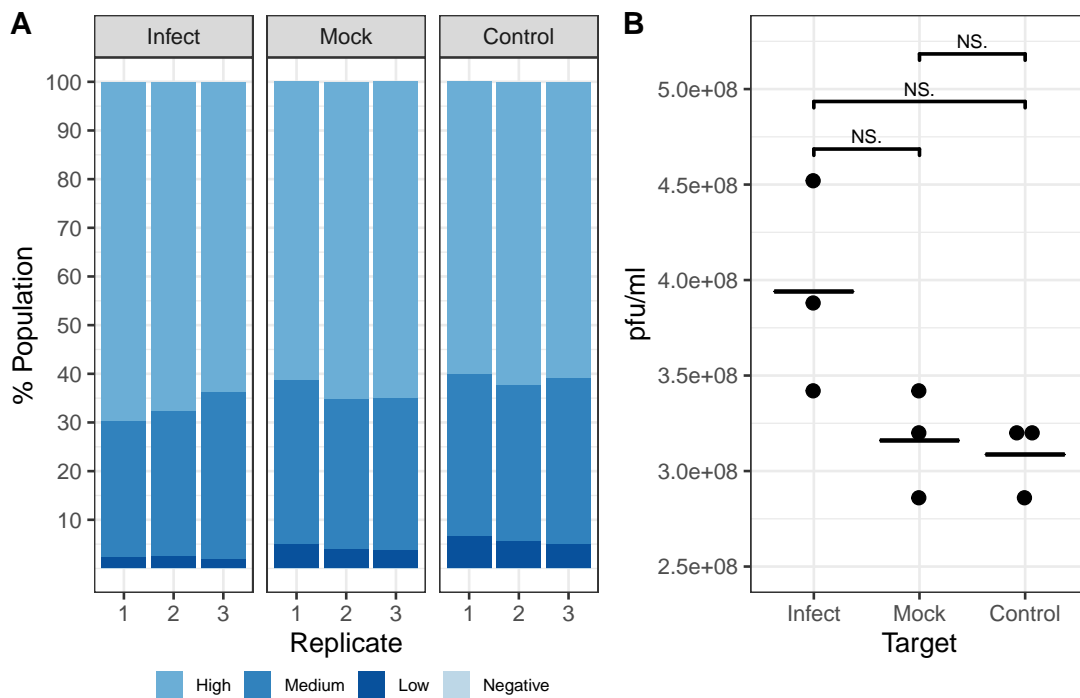 A
Infect Mock Control
% Population
100
90
80
70
60
50
40
30
20
10
1 2 3 1 2 3 1 2 3
Replicate
High Medium Low Negative
B
NS.
NS.
NS.
pfu/ml
5.0e+08
4.5e+08
4.0e+08
3.5e+08
3.0e+08
2.5e+08
Infect Mock Control
Target